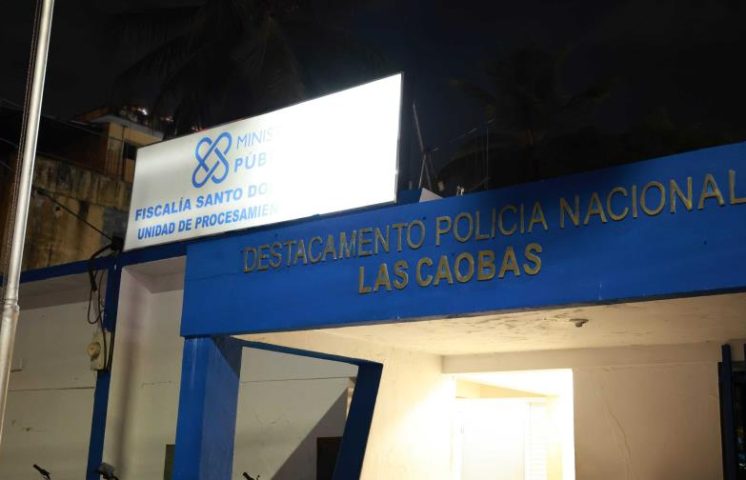 MINIS
PÚB
FISCALÍA SANTO DO
UNIDAD DE PROCESAMIEN
DESTACAMENTO POLICIA NACIONAL
LAS CAOBAS